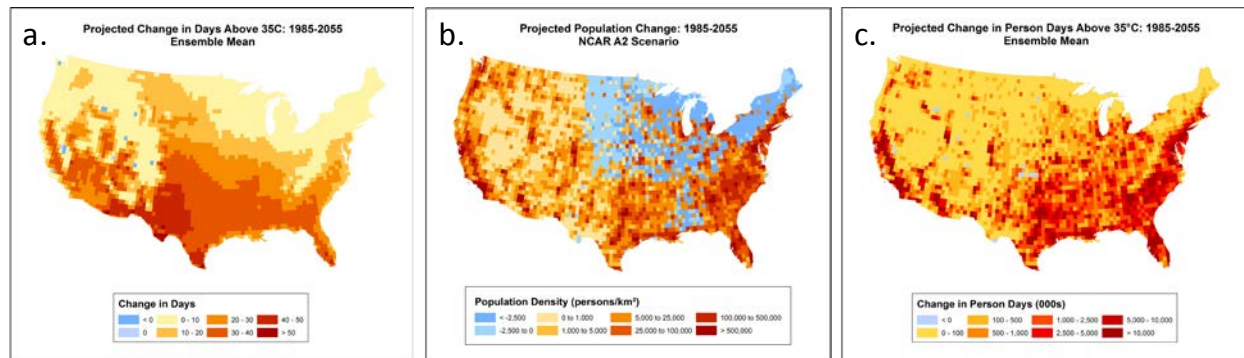 a.
Projected Change in Days Above 35C: 1985-2055
Ensemble Mean
Change in Days
< 0
0 - 10
20 - 30
40 - 50
0
10 - 20
30 - 40
> 50
b.
Projected Population Change: 1985-2055
NCAR A2 Scenario
Population Density (persons/km²)
< -2,500
0 to 1,000
5,000 to 25,000
100,000 to 500,000
-2,500 to 0
1,000 to 5,000
25,000 to 100,000
> 500,000
c.
Projected Change in Person Days Above 35°C: 1985-2055
Ensemble Mean
Change in Person Days (000s)
< 0
100 - 500
1,000 - 2,500
5,000 - 10,000
0 - 100
500 - 1,000
2,500 - 5,000
> 10,000